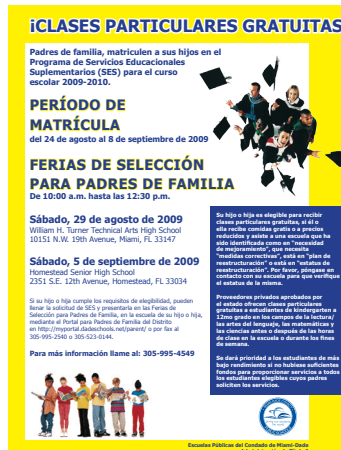 ¡CLASES PARTICULARES GRATUITAS
Padres de familia, matriculen a sus hijos en el
Programa de Servicios Educacionales
Suplementarios (SES) para el curso
escolar 2009-2010.
PERÍODO DE
MATRÍCULA
del 24 de agosto al 8 de septiembre de 2009
FERIAS DE SELECCIÓN
PARA PADRES DE FAMILIA
De 10:00 a.m. hasta las 12:30 p.m.
Sábado, 29 de agosto de 2009
William H. Turner Technical Arts High School
10151 N.W. 19th Avenue, Miami, FL 33147
Sábado, 5 de septiembre de 2009
Homestead Senior High School
2351 S.E. 12th Avenue, Homestead, FL 33034
Si su hijo o hija cumple los requisitos de elegibilidad, pueden
llenar la solicitud de SES y presentarla en las Ferias de
Selección para Padres de Familia, en la escuela de su hijo o hija,
mediante el Portal para Padres de Familia del Distrito
en http://myportal.dadeschools.net/parent/ o por fax al
305-995-2540 o 305-523-0144.
Para más información llame al: 305-995-4549
Su hijo o hija es eligible para recibir
clases particulares gratuitas, si él o
ella recibe comidas gratis o a precios
reducidos y asiste a una escuela que ha
sido identificada como en "necesidad
de mejoramiento", que necesita
"medidas correctivas", está en "plan de
reestructuración" o está en "estatus de
reestructuración". Por favor, póngase en
contacto con su escuela para que verifique
el estatus de la misma.
Proveedores privados aprobados por
el estado ofrecen clases particulares
gratuitas a estudiantes de kindergarten a
12mo grado en los campos de la lectura/
las artes del lenguaje, las matemáticas y
las ciencias antes o después de las horas
de clase en la escuela o durante los fines
de semana.
Se dará prioridad a los estudiantes de más
bajo rendimiento si no hubiese suficientes
fondos para proporcionar servicios a todos
los estudiantes elegibles cuyos padres
soliciten los servicios.
Escuelas Públicas del Condado de Miami-Dade